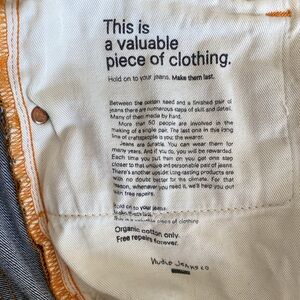 This is
a valuable
piece of clothing.
Hold on to your jeans. Make them last.
Between the cotton seed and a finished pair of
jeans there are numerous steps of skill and detail.
Many of them made by hand.
More than 50 people are involved in the
making of a single pair. The last one in this long
line of craftspeople is you: the wearer.
Jeans are durable. You can wear them for
many years. And if you do, you will be rewarded.
Each time you put them on you get one step
closer to that unique and personable pair of jeans.
There's another upside: long-lasting products are
with no doubt better for the climate. For that
reason, whenever you need it, we'll help you out
with free repairs.
Hold on to your jeans.
Make them last.
This is a valuable piece of clothing
Organic cotton only.
Free repairs forever.
Nudie Jeans co